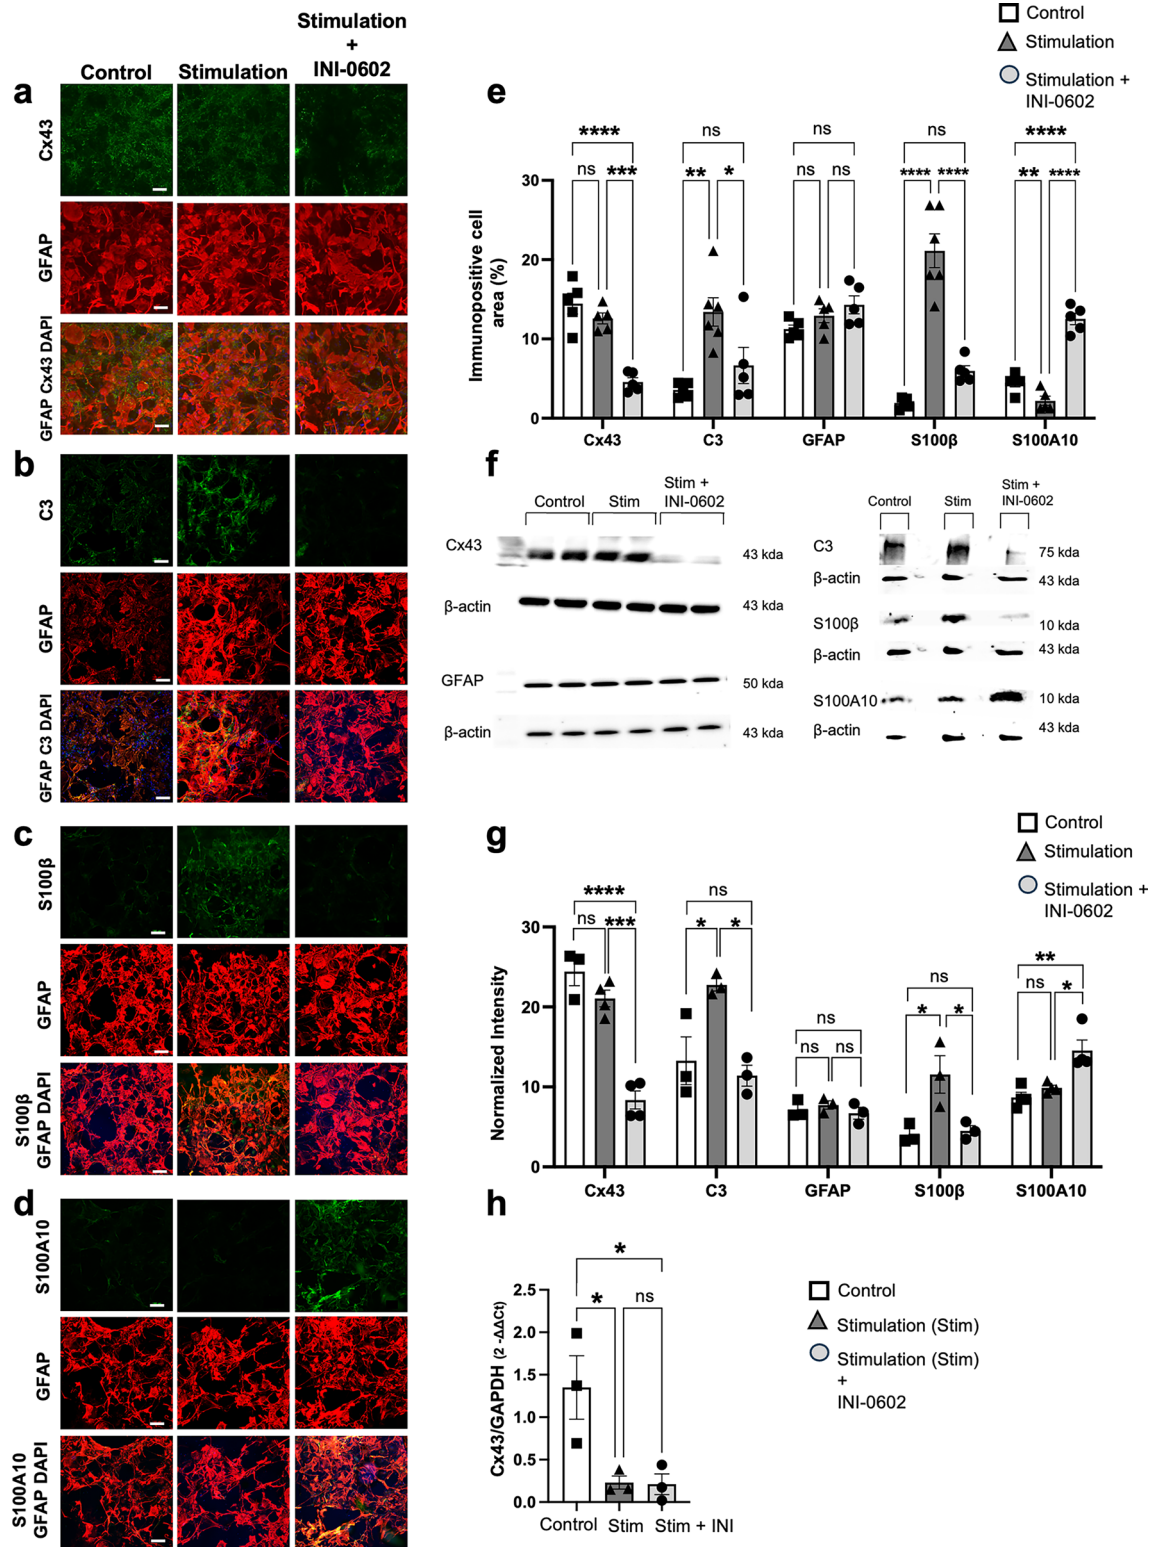 Control
Stimulation
Stimulation
+
INI-0602
a
Cx43
GFAP
GFAP Cx43 DAPI
b
C3
GFAP
GFAP C3 DAPI
c
S100β
GFAP
S100β
GFAP DAPI
d
S100A10
GFAP
S100A10
GFAP DAPI
e
Control
Stimulation
Stimulation +
INI-0602
Immunopositive cell
area (%)
30
20
10
0
**** ns ns ns ****
ns *** ** * ns ns **** **** ** ****
Cx43 C3 GFAP S100β S100A10
f
Control Stim Stim +
INI-0602
Cx43 43 kda
β-actin 43 kda
GFAP 50 kda
β-actin 43 kda
Control Stim Stim +
INI-0602
C3 75 kda
β-actin 43 kda
S100β 10 kda
β-actin 43 kda
S100A10 10 kda
β-actin 43 kda
g
Control
Stimulation
Stimulation +
INI-0602
Normalized Intensity
30
20
10
0
**** ns ns ns **
ns *** * * ns ns * * ns *
Cx43 C3 GFAP S100β S100A10
h
Cx43/GAPDH (2 -ΔΔCt)
2.5
2.0
1.5
1.0
0.5
0.0
*
* ns
Control Stim Stim + INI
Control
Stimulation (Stim)
Stimulation (Stim)
+
INI-0602